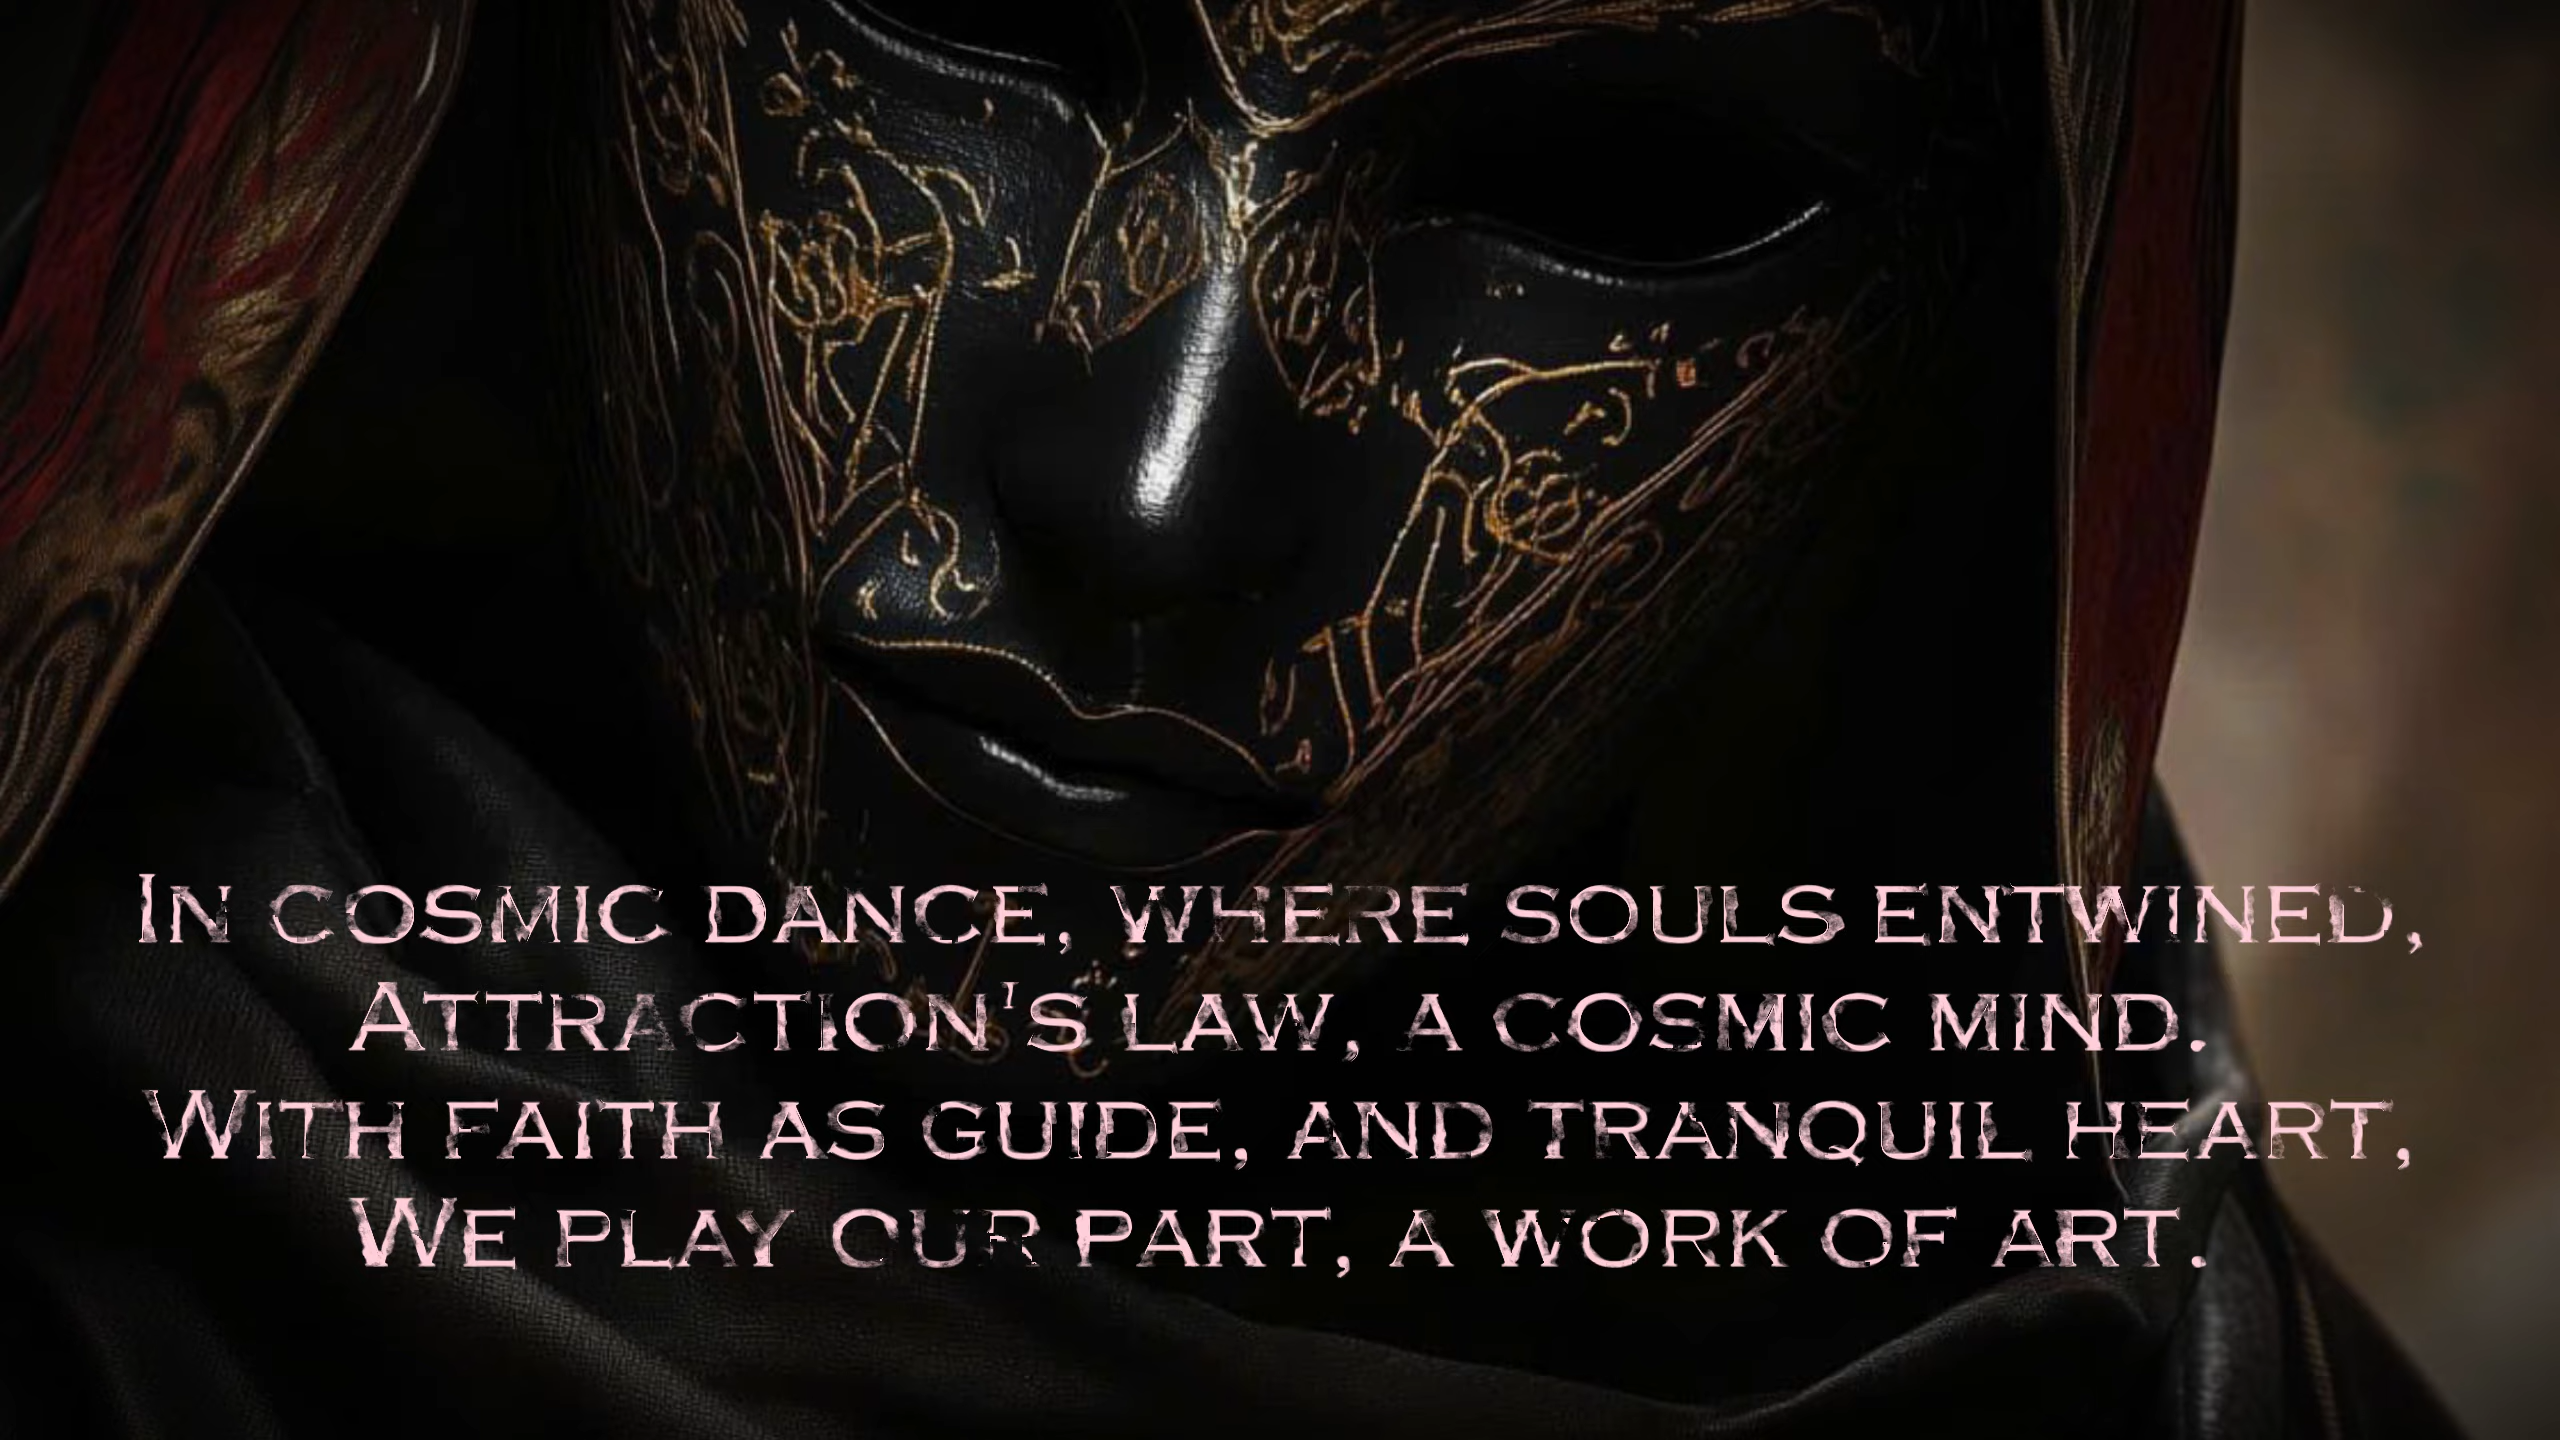 In cosmic dance, where souls entwined,
Attraction's law, a cosmic mind.
With faith as guide, and tranquil heart,
We play our part, a work of art.